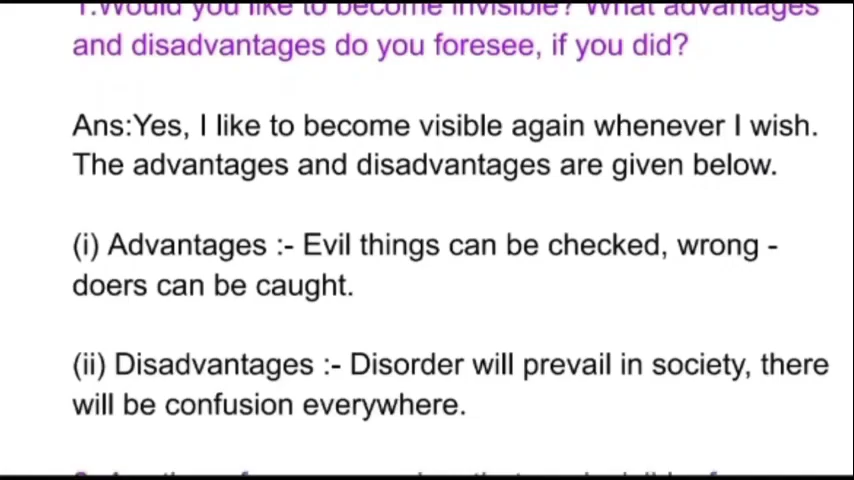 1.Would you like to become invisible? What advantages
and disadvantages do you foresee, if you did?
Ans:Yes, I like to become visible again whenever I wish.
The advantages and disadvantages are given below.
(i) Advantages :- Evil things can be checked, wrong -
doers can be caught.
(ii) Disadvantages :- Disorder will prevail in society, there
will be confusion everywhere.